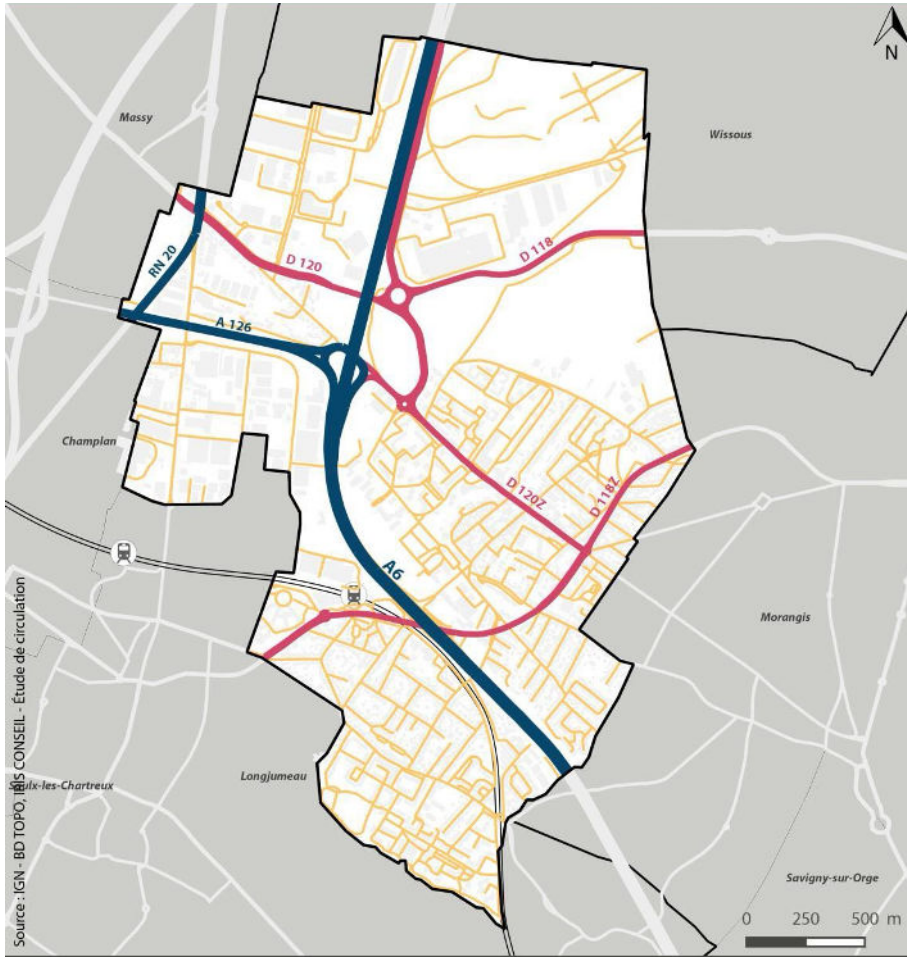 N
Massy
Wissous
RN 20
D 120
D 118
A 126
Champlan
D 120Z
D 118Z
A6
Morangis
Longjumeau
Source : IGN - BD TOPO, IRIS CONSEIL - Étude de circulation
Savigny-sur-Orge
0 250 500 m